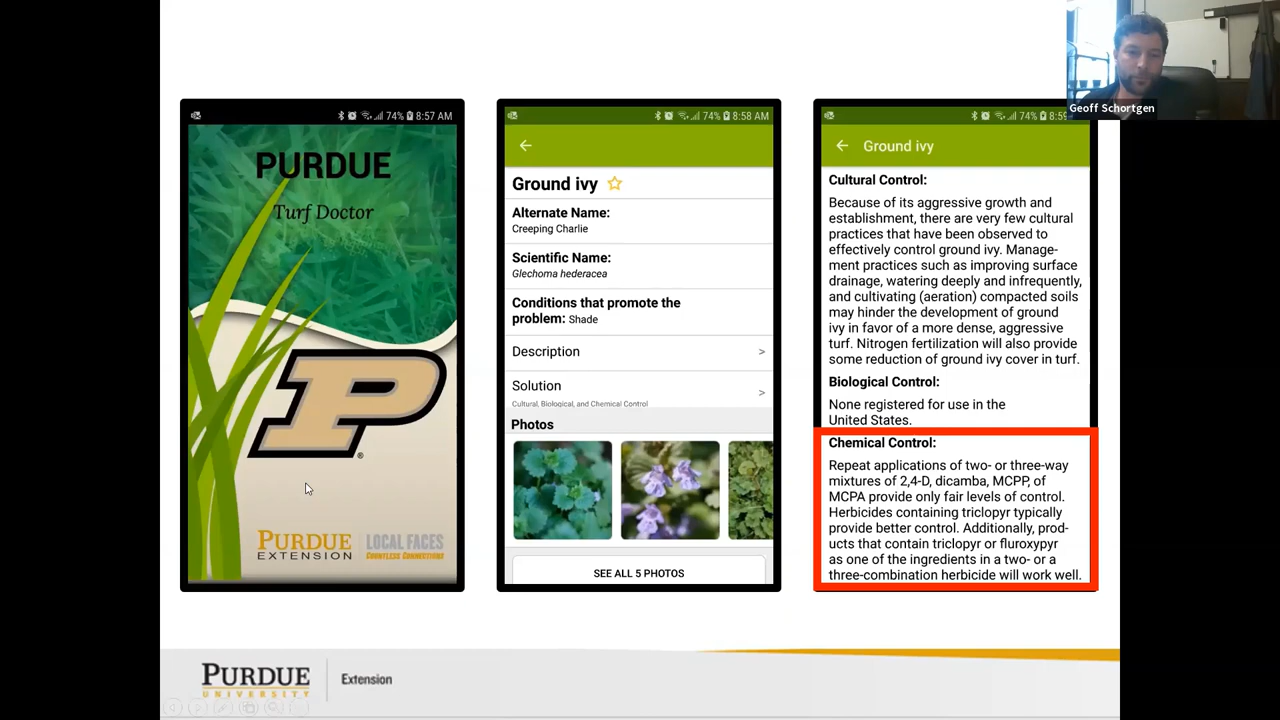 Geoff Schortgen
74% 8:57 AM
PURDUE
Turf Doctor
P
®
PURDUE
EXTENSION
LOCAL FACES
COUNTLESS CONNECTIONS
74% 8:58 AM
Ground ivy
Alternate Name:
Creeping Charlie
Scientific Name:
Glechoma hederacea
Conditions that promote the
problem: Shade
Description >
Solution >
Cultural, Biological, and Chemical Control
Photos
SEE ALL 5 PHOTOS
74% 8:59
Ground ivy
Cultural Control:
Because of its aggressive growth and
establishment, there are very few cultural
practices that have been observed to
effectively control ground ivy. Manage-
ment practices such as improving surface
drainage, watering deeply and infrequently,
and cultivating (aeration) compacted soils
may hinder the development of ground
ivy in favor of a more dense, aggressive
turf. Nitrogen fertilization will also provide
some reduction of ground ivy cover in turf.
Biological Control:
None registered for use in the
United States.
Chemical Control:
Repeat applications of two- or three-way
mixtures of 2,4-D, dicamba, MCPP, of
MCPA provide only fair levels of control.
Herbicides containing triclopyr typically
provide better control. Additionally, prod-
ucts that contain triclopyr or fluroxypyr
as one of the ingredients in a two- or a
three-combination herbicide will work well.
PURDUE
UNIVERSITY
Extension